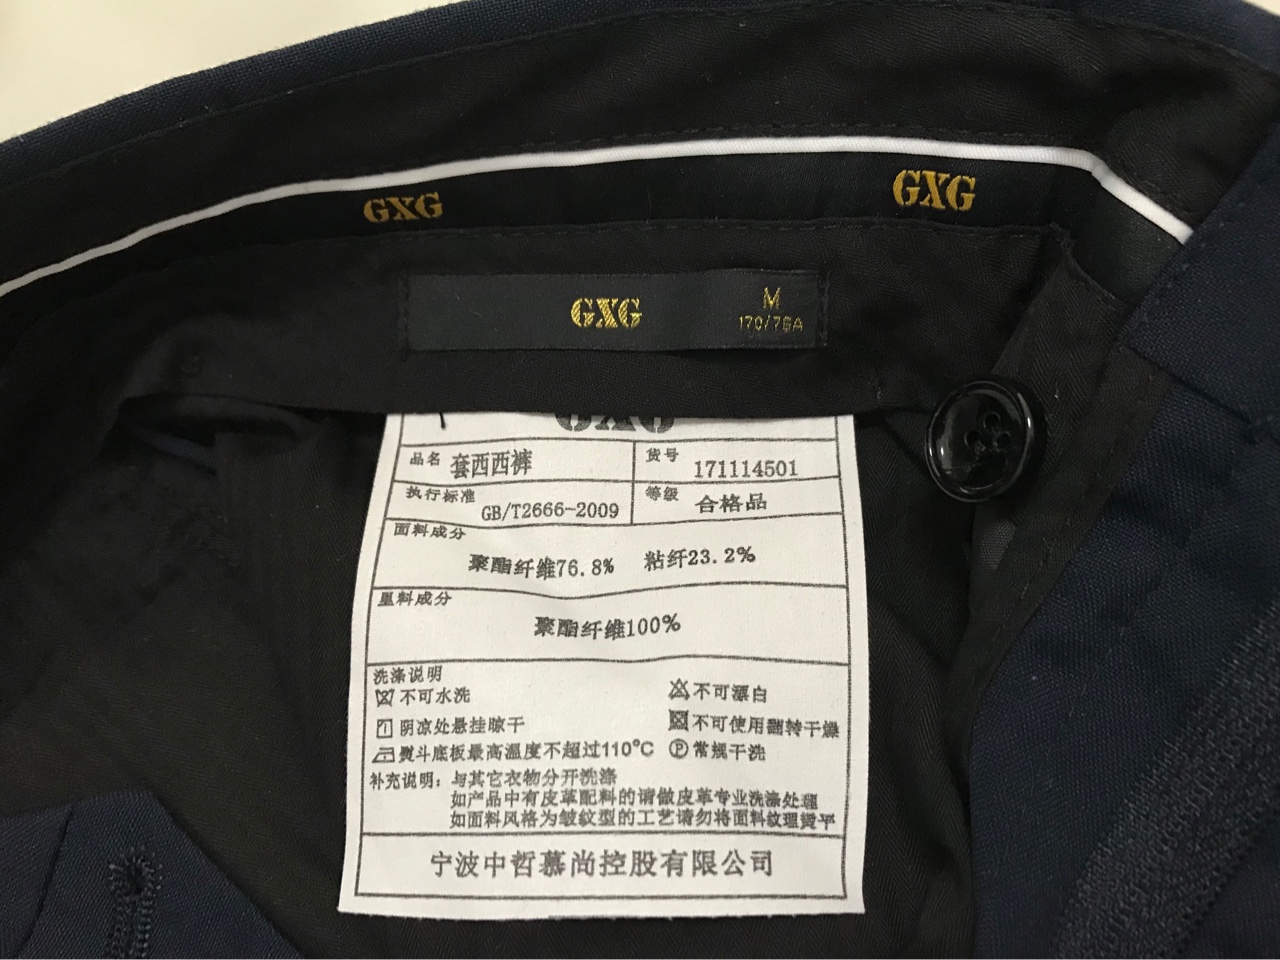 GXG
GXG
GXG
M
170/76A
GXG
品名 套西西裤 货号 171114501
执行标准 GB/T2666-2009 等级 合格品
面料成分
聚酯纤维76.8% 粘纤23.2%
里料成分
聚酯纤维100%
洗涤说明
不可水洗 不可漂白
阴凉处悬挂晾干 不可使用翻转干燥
熨斗底板最高温度不超过110℃ Ⓟ常规干洗
补充说明：与其它衣物分开洗涤
如产品中有皮革配料的请做皮革专业洗涤处理
如面料风格为皱纹型的工艺请勿将面料纹理烫平
宁波中哲慕尚控股有限公司